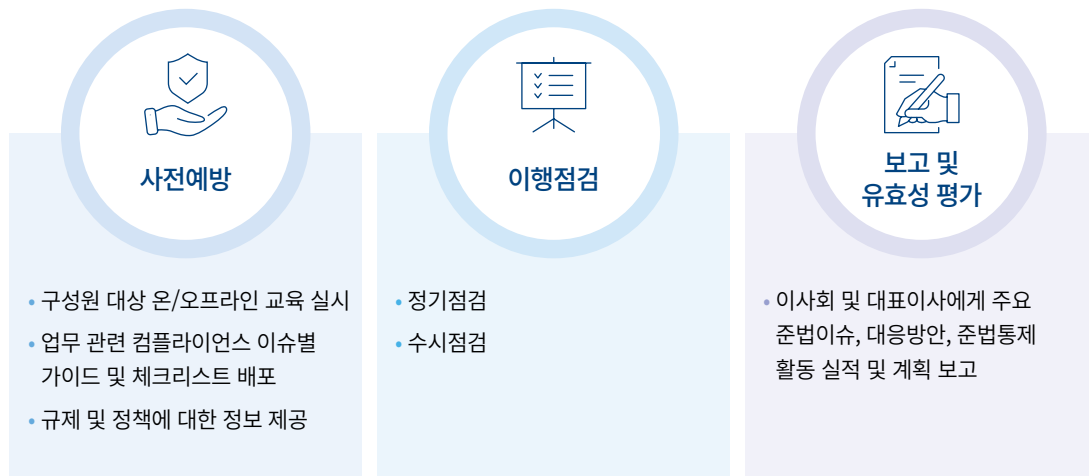 사전예방
• 구성원 대상 온/오프라인 교육 실시
• 업무 관련 컴플라이언스 이슈별
가이드 및 체크리스트 배포
• 규제 및 정책에 대한 정보 제공
이행점검
• 정기점검
• 수시점검
보고 및
유효성 평가
• 이사회 및 대표이사에게 주요
준법이슈, 대응방안, 준법통제
활동 실적 및 계획 보고